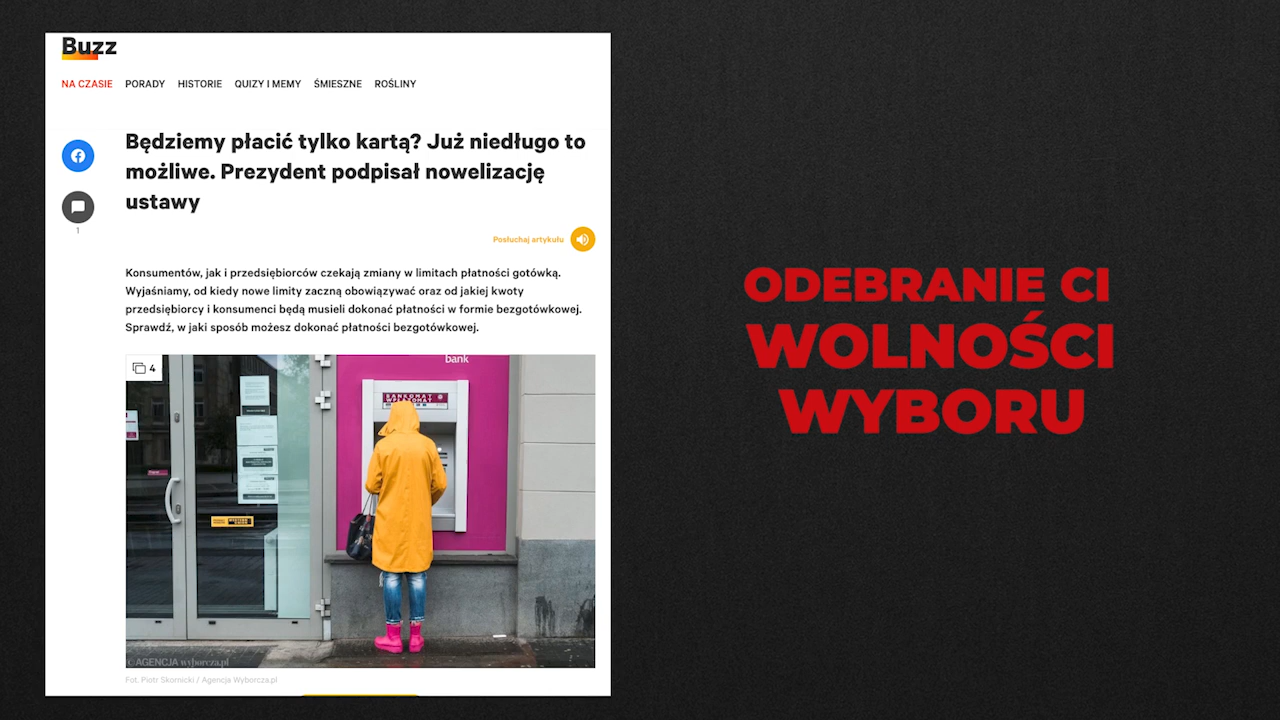 Buzz
NA CZASIE PORADY HISTORIE QUIZY I MEMY ŚMIESZNE ROŚLINY
Będziemy płacić tylko kartą? Już niedługo to
możliwe. Prezydent podpisał nowelizację
ustawy
1
Posłuchaj artykułu
Konsumentów, jak i przedsiębiorców czekają zmiany w limitach płatności gotówką.
Wyjaśniamy, od kiedy nowe limity zaczną obowiązywać oraz od jakiej kwoty
przedsiębiorcy i konsumenci będą musieli dokonać płatności w formie bezgotówkowej.
Sprawdź, w jaki sposób możesz dokonać płatności bezgotówkowej.
4
bank
BANKOMAT
WPŁATOMAT
©AGENCJA wyborcza.pl
Fot. Piotr Skornicki / Agencja Wyborcza.pl
ODEBRANIE CI
WOLNOŚCI
WYBORU